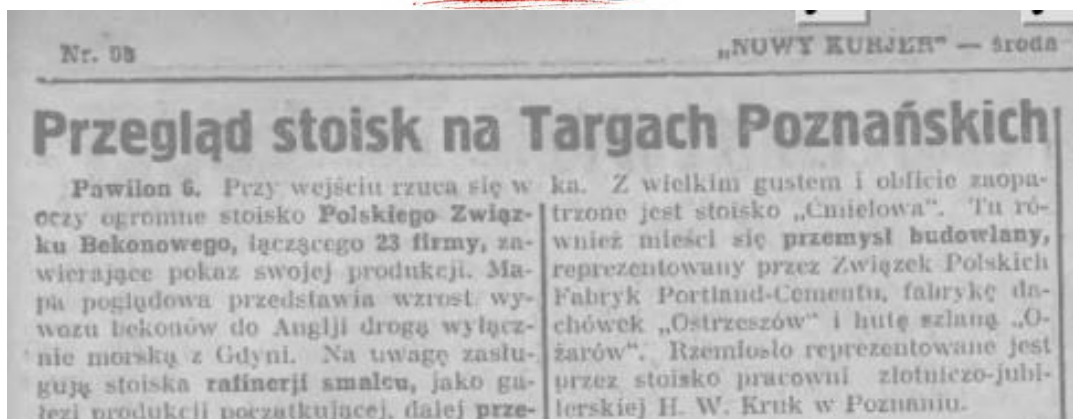 „NOWY KURJER" — środa
Przegląd stoisk na Targach Poznańskich
Pawilon 6. Przy wejściu rzuca się w
oczy ogromne stoisko Polskiego Związ-
ku Bekonowego, łączącego 23 firmy, za-
wierające pokaz swojej produkcji. Ma-
pa poglądowa przedstawia wzrost wy-
wozu bekonów do Anglji drogą wyłącz-
nie morską z Gdyni. Na uwagę zasłu-
gują stoiska rafinerji smalcu, jako ga-
łęzi produkcji początkującej, dalej prze-
ka. Z wielkim gustem i obficie zaopa-
trzone jest stoisko „Ćmielowa". Tu ró-
wnież mieści się przemysł budowlany,
reprezentowany przez Związek Polskich
Fabryk Portland-Cementu, fabrykę da-
chówek „Ostrzeszów" i hutę szlaną „O-
żarów". Rzemiosło reprezentowane jest
przez stoisko pracowni złotniczo-jubi-
lerskiej H. W. Kruk w Poznaniu.